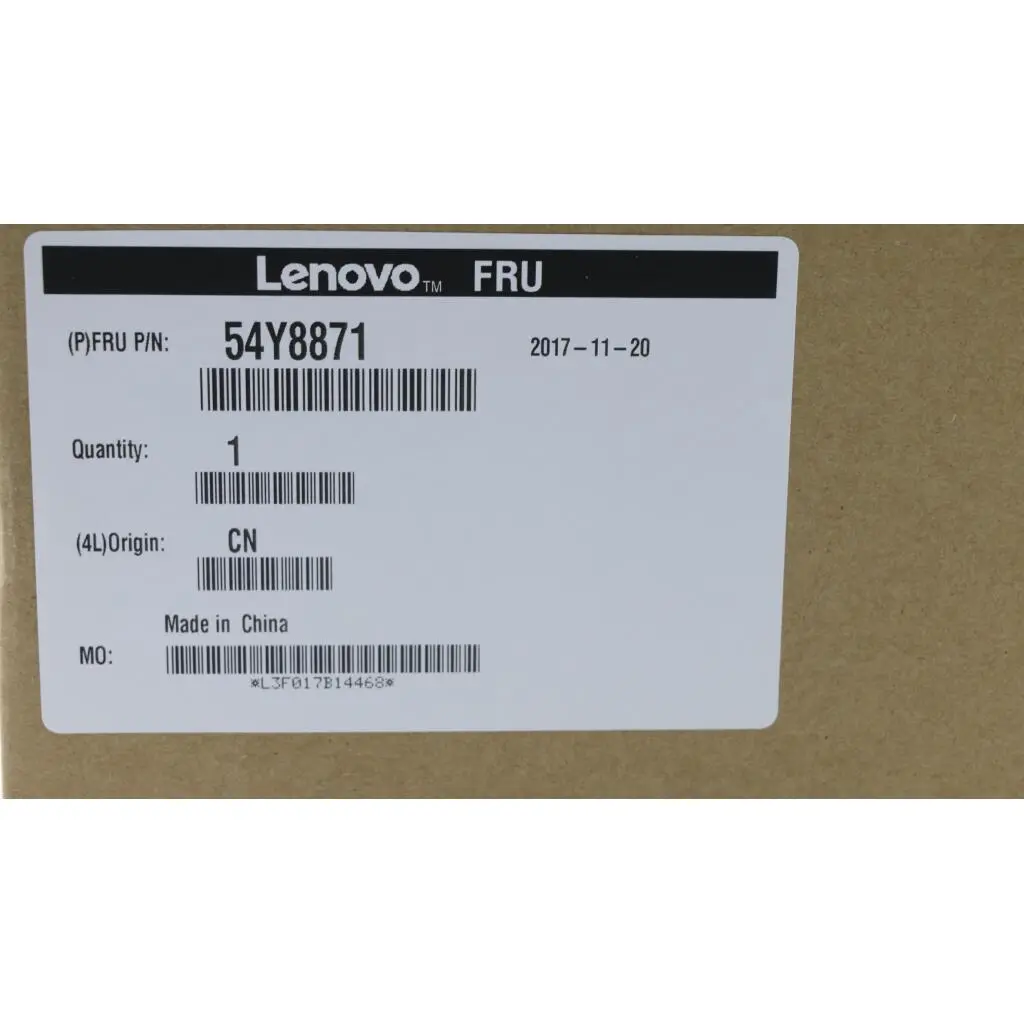 Lenovo™ FRU
(P)FRU P/N: 54Y8871 2017-11-20
Quantity: 1
(4L)Origin: CN
Made in China
MO:
*L3F017B14468*